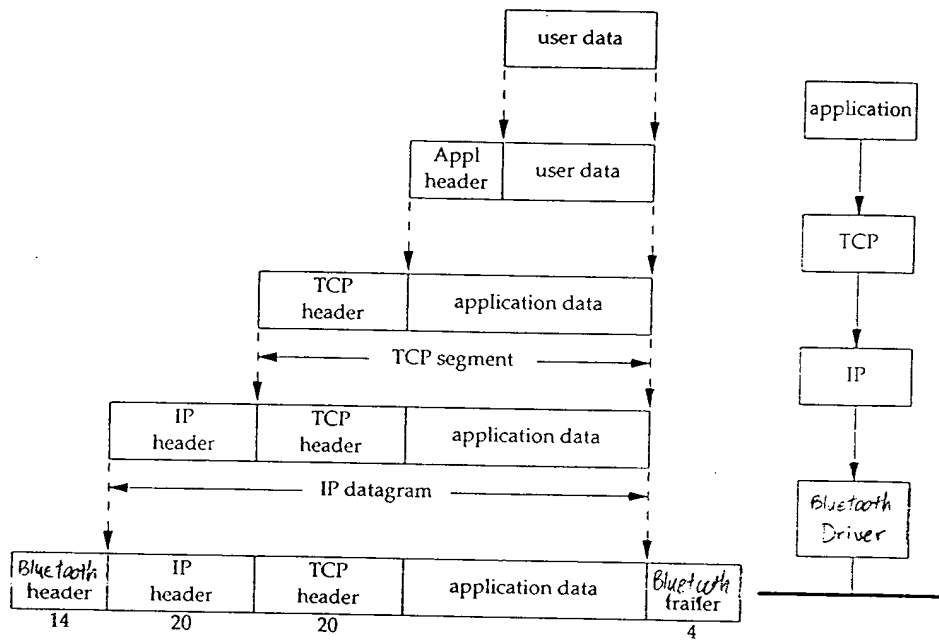 user data
application
Appl
header
user data
TCP
TCP
header
application data
TCP segment
IP
IP
header
TCP
header
application data
IP datagram
Bluetooth
Driver
Bluetooth
header
IP
header
TCP
header
application data
Bluetooth
trailer
14
20
20
4